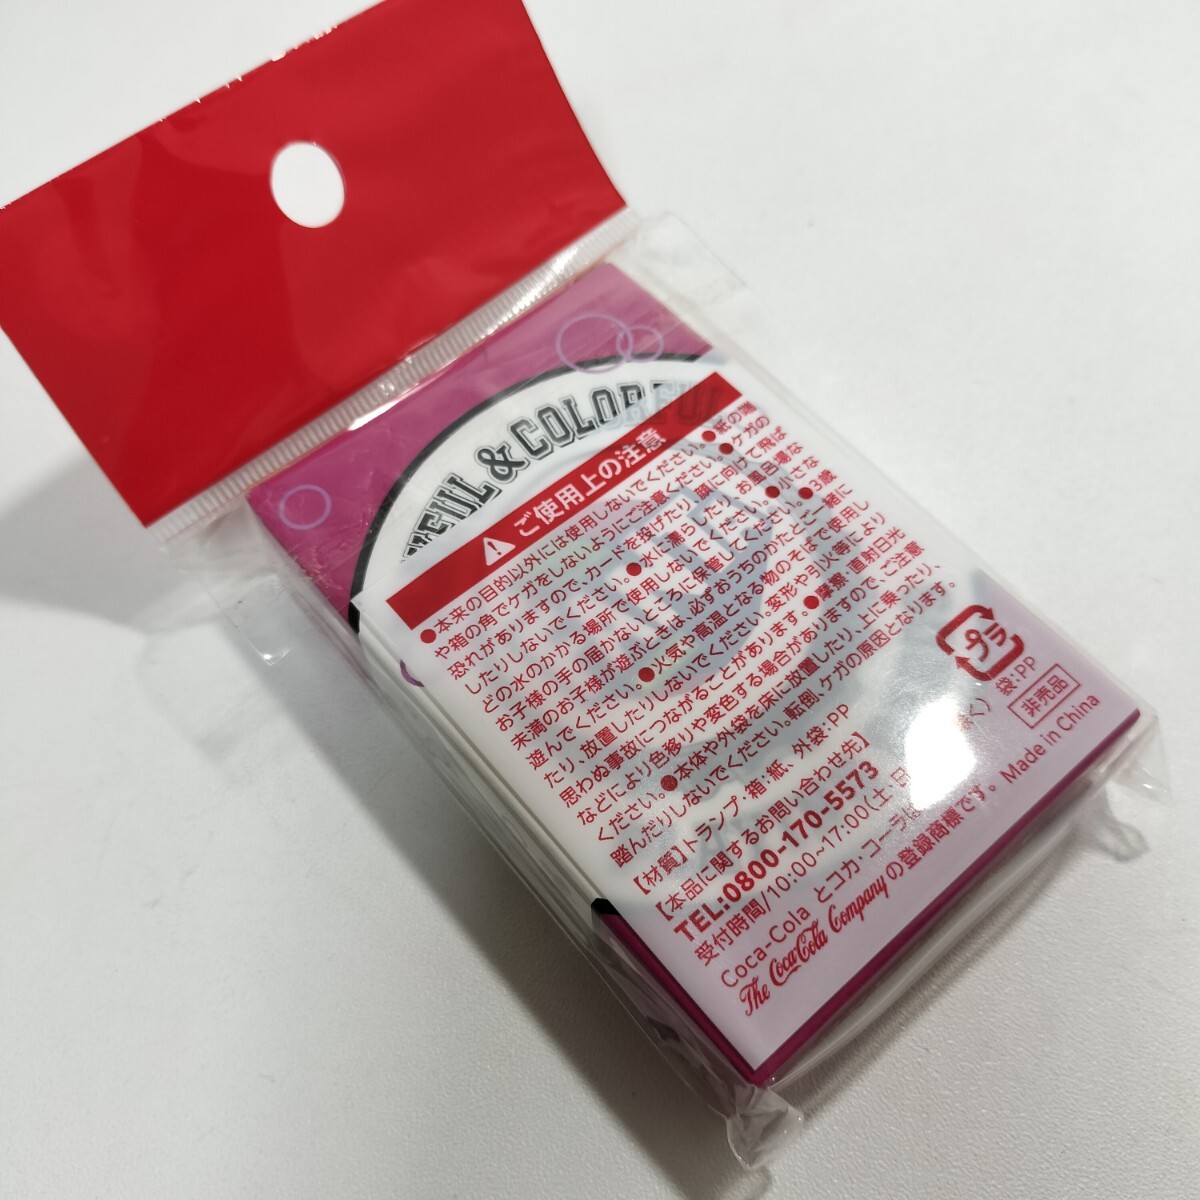 FUL & COLORFUL
FANTA
ご使用上の注意
●本来の目的以外には使用しないでください。●紙の端
や箱の角でケガをしないようにご注意ください。●ケガの
恐れがありますので、カードを投げたり、顔に向けて飛ば
したりしないでください。●水に濡らしたり、お風呂場な
どの水のかかる場所で使用しないでください。●小さな
お子様の手の届かないところに保管してください。●3歳
未満のお子様が遊ぶときは、必ずおうちのかたと一緒に
遊んでください。●火気や高温となる物のそばで使用し
たり、放置したりしないでください。変形や引火等により
思わぬ事故につながることがあります。●摩擦・直射日光
などにより色移りや変色する場合がありますので、ご注意
ください。●本体や外袋を床に放置したり、上に乗ったり、
踏んだりしないでください。転倒、ケガの原因となります。
【材質】トランプ・箱:紙、外袋:PP
プラ
袋:PP
【本品に関するお問い合わせ先】
非売品
TEL:0800-170-5573
受付時間/10:00~17:00(土
Coca-Cola とコカ・コーラは
Made in China
The Coca-Cola Company の登録商標です。